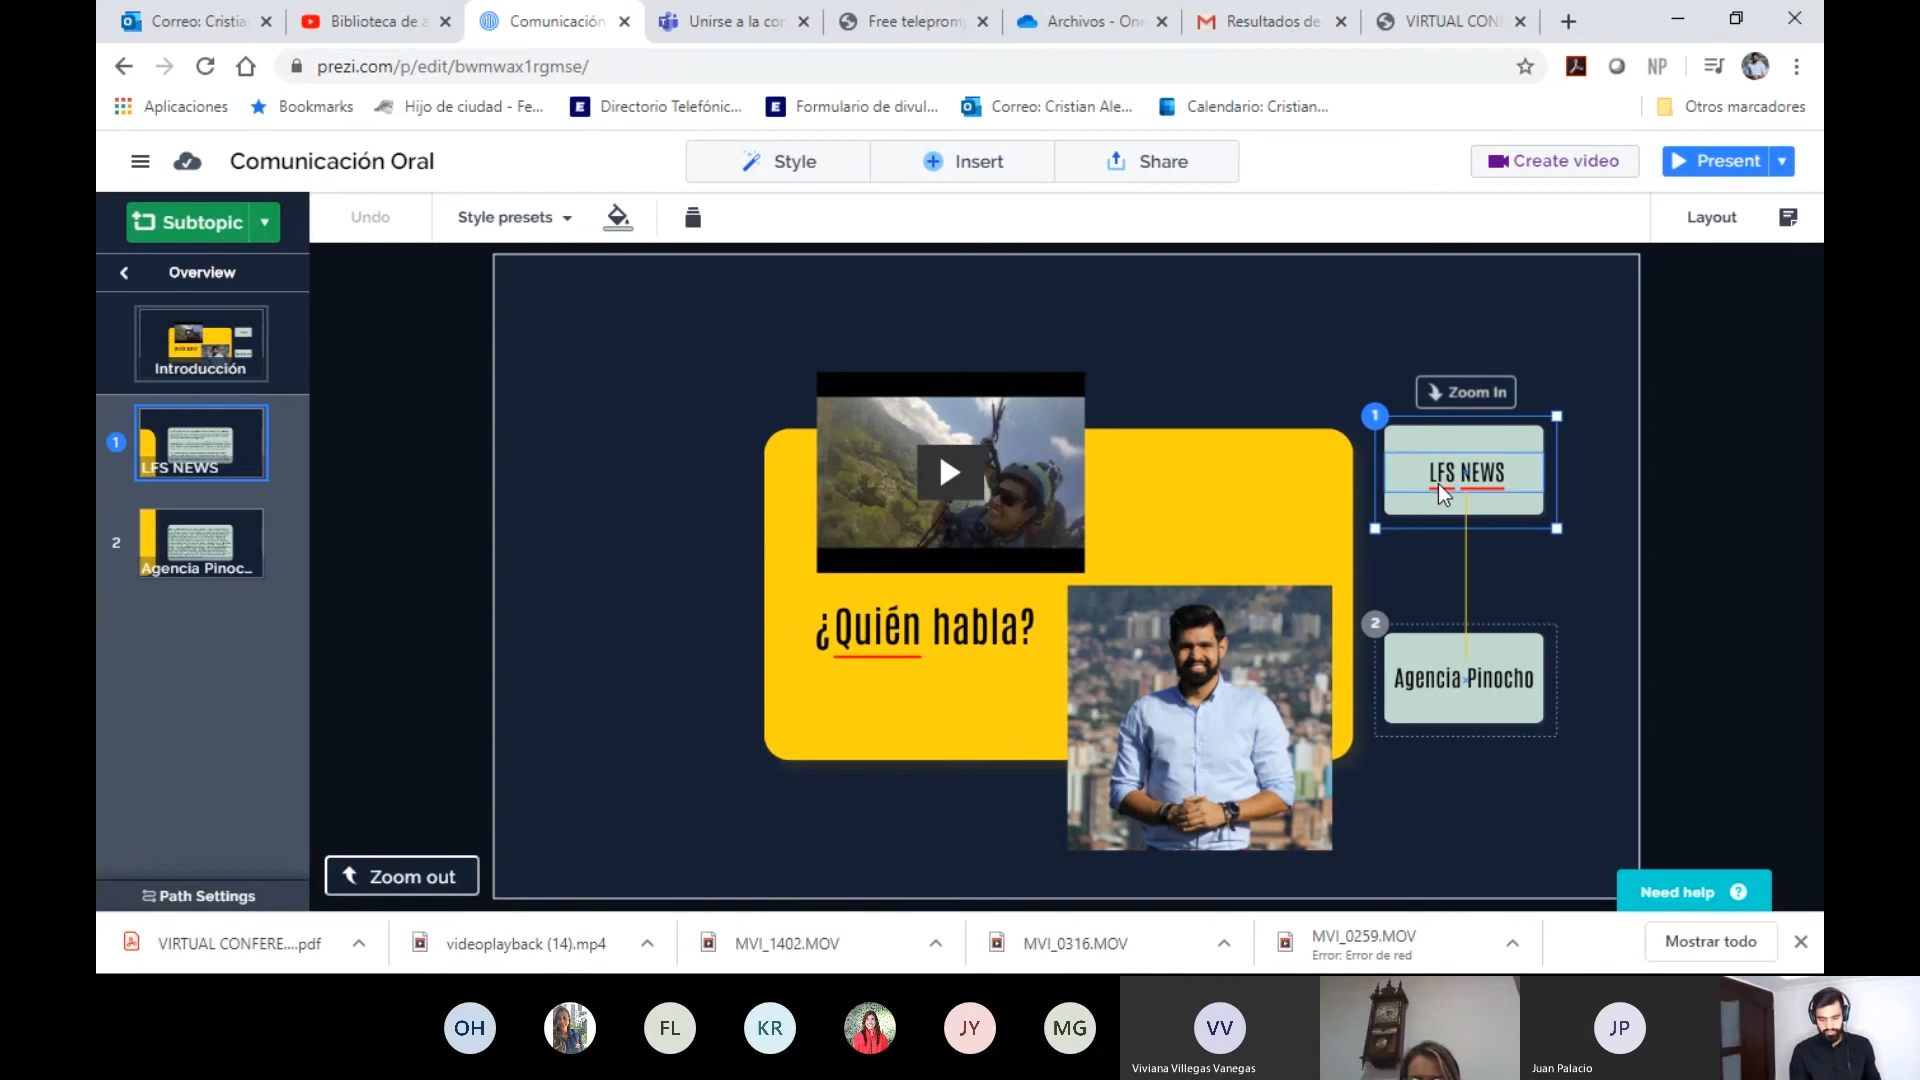 Correo: Cristia
Biblioteca de a
Comunicación
Unirse a la con
Free teleprom
Archivos - One
Resultados de
VIRTUAL CONF
prezi.com/p/edit/bwmwax1rgmse/
NP
Aplicaciones
Bookmarks
Hijo de ciudad - Fe...
Directorio Telefónic...
Formulario de divul...
Correo: Cristian Ale...
Calendario: Cristian...
Otros marcadores
Comunicación Oral
Style
Insert
Share
Create video
Present
Subtopic
Undo
Style presets
Layout
Overview
Introducción
1
LFS NEWS
2
Agencia Pinoc...
Path Settings
Zoom out
¿Quién habla?
Zoom In
1
LFS NEWS
2
Agencia Pinocho
Need help ?
VIRTUAL CONFERE....pdf
videoplayback (14).mp4
MVI_1402.MOV
MVI_0316.MOV
MVI_0259.MOV
Error: Error de red
Mostrar todo
OH
FL
KR
JY
MG
VV
Viviana Villegas Vanegas
JP
Juan Palacio